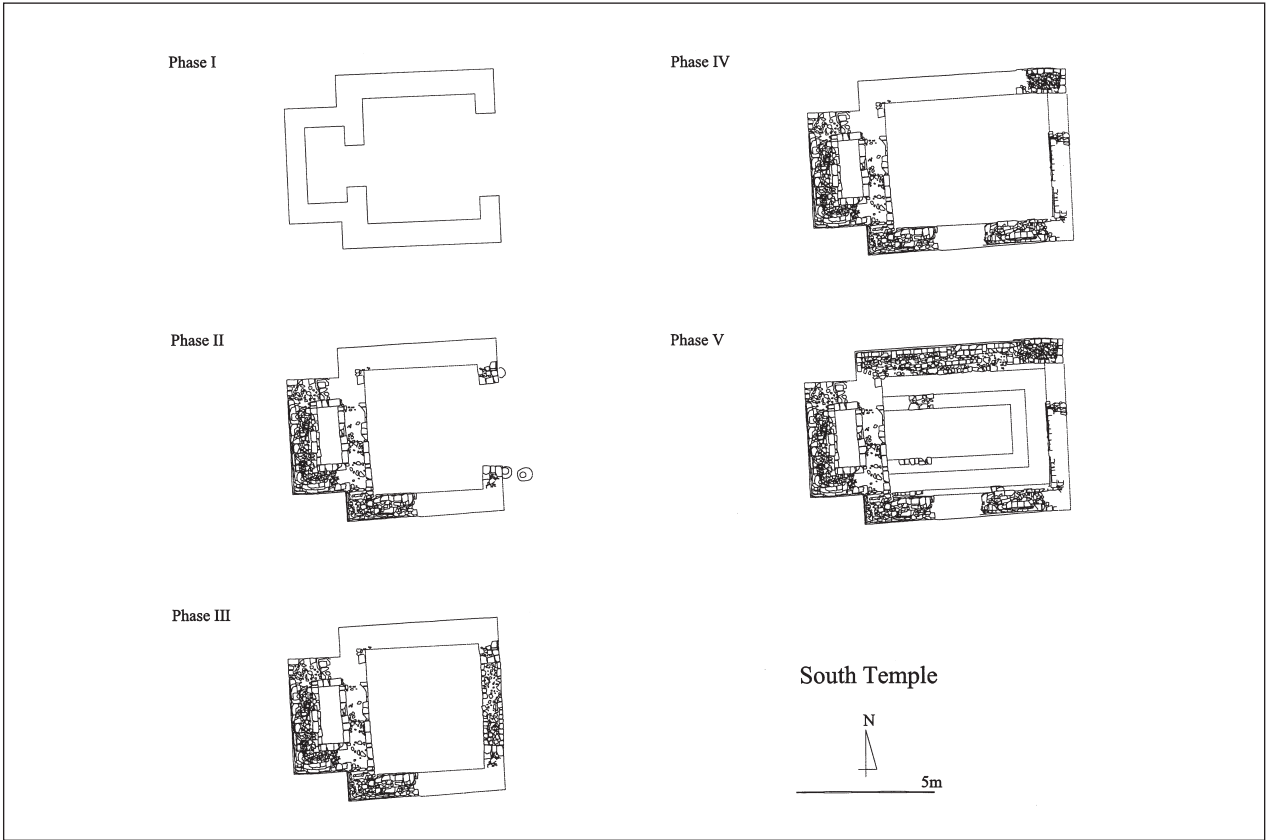 Phase I
Phase IV
Phase II
Phase V
Phase III
South Temple
N
5m